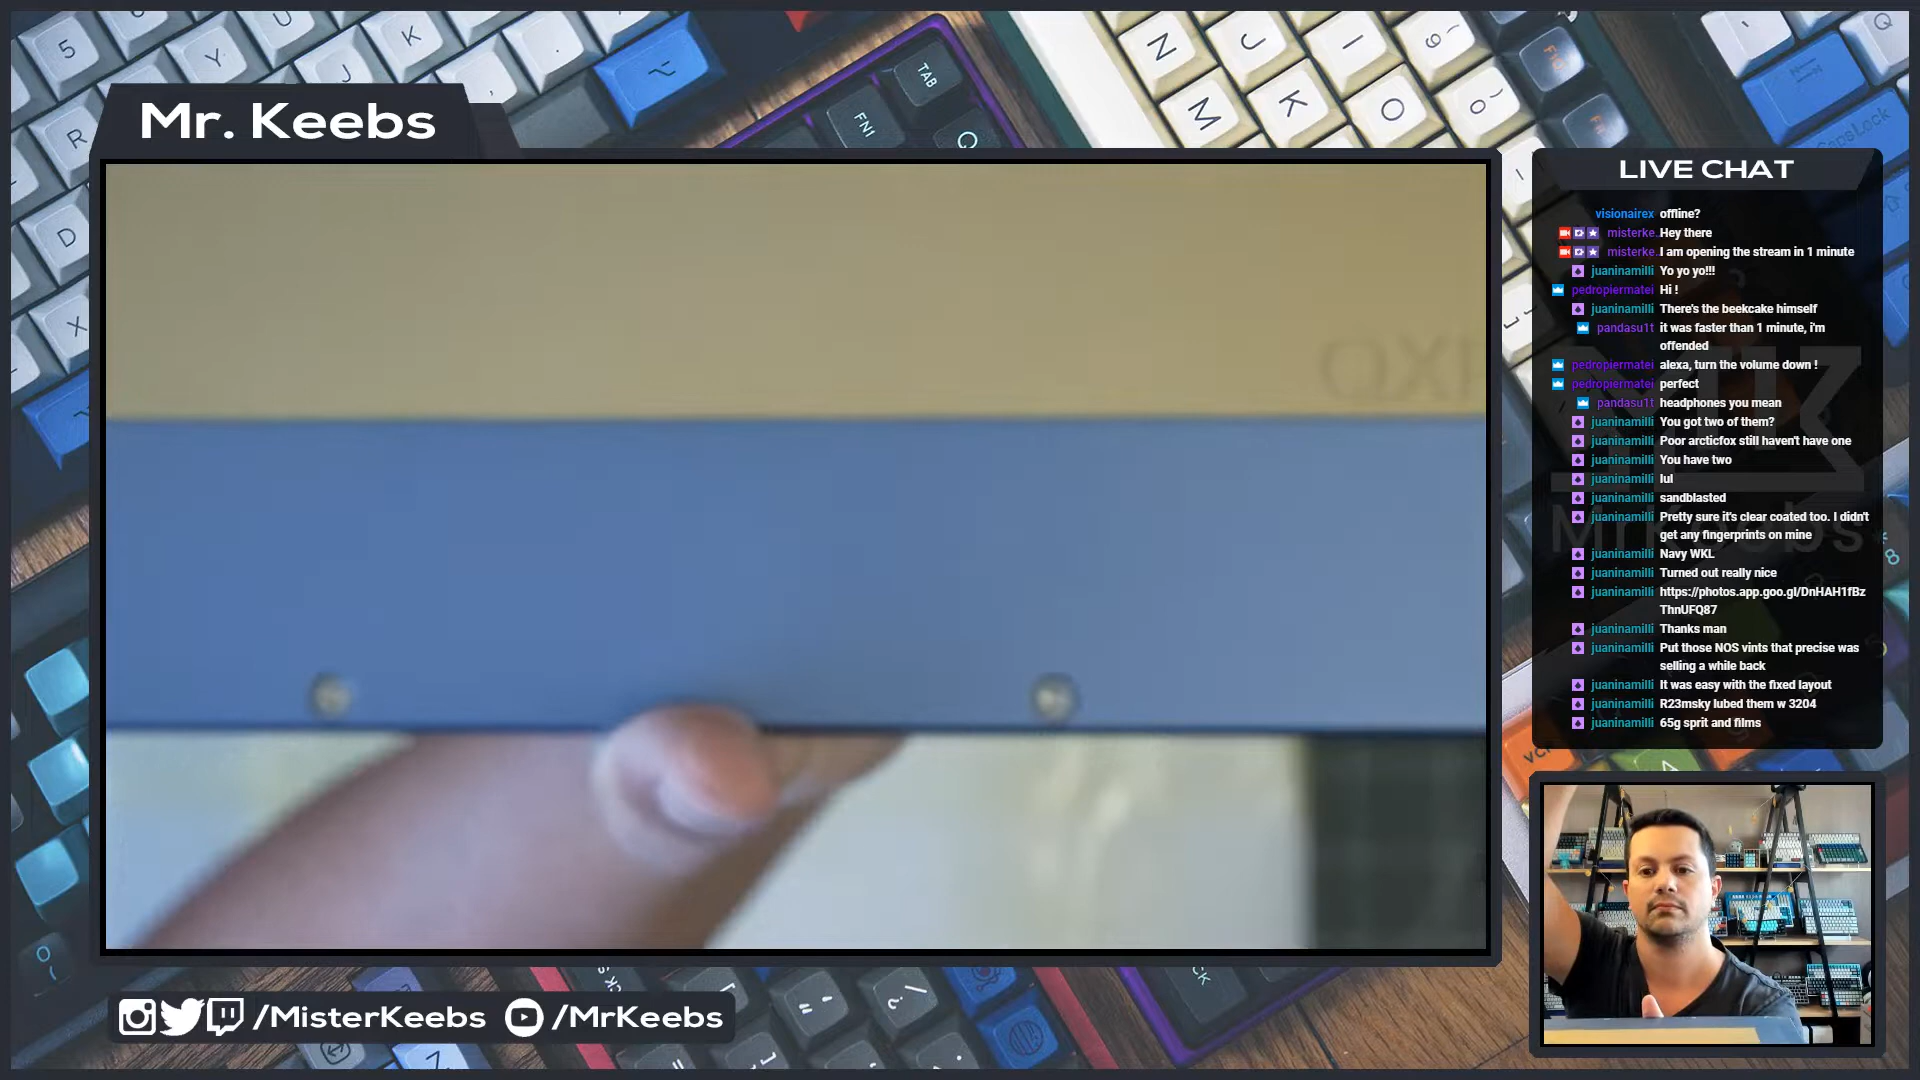 Mr. Keebs
LIVE CHAT
visionairex offline?
misterke. Hey there
misterke. I am opening the stream in 1 minute
juaninamilli Yo yo yo!!!
pedropiermatei Hi !
juaninamilli There's the beekcake himself
pandasu1t it was faster than 1 minute, i'm
offended
pedropiermatei alexa, turn the volume down !
pedropiermatei perfect
pandasu1t headphones you mean
juaninamilli You got two of them?
juaninamilli Poor arcticfox still haven't have one
juaninamilli You have two
juaninamilli lul
juaninamilli sandblasted
juaninamilli Pretty sure it's clear coated too. I didn't
get any fingerprints on mine
juaninamilli Navy WKL
juaninamilli Turned out really nice
juaninamilli https://photos.app.goo.gl/DnHAH1fBz
ThnUFQ87
juaninamilli Thanks man
juaninamilli Put those NOS vints that precise was
selling a while back
juaninamilli It was easy with the fixed layout
juaninamilli R23msky lubed them w 3204
juaninamilli 65g sprit and films
MrKeebs
/MisterKeebs /MrKeebs
5
Y
U
K
J
R
D
X
TAB
FN1
N
J
I
M
K
O
Q
CapsLock
Z